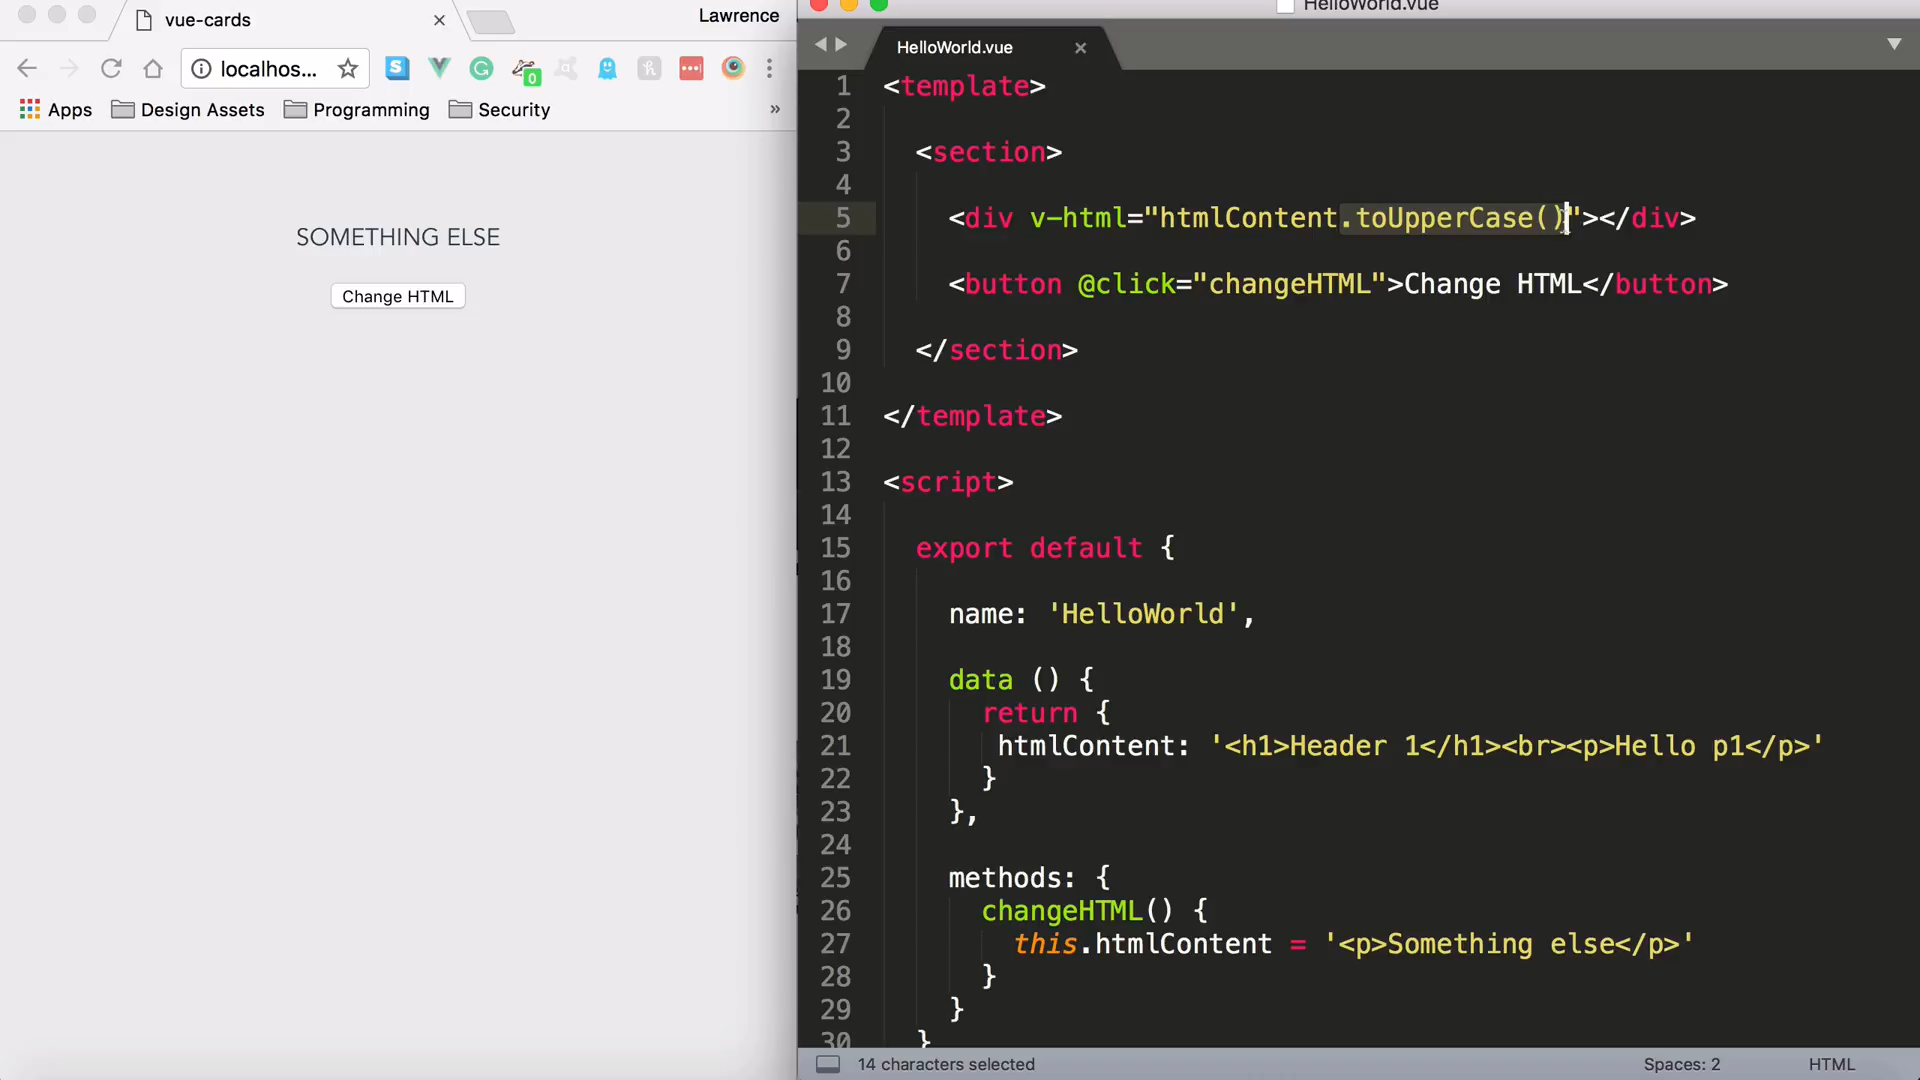 vue-cards
Lawrence
localhos...
0
Apps
Design Assets
Programming
Security
»
SOMETHING ELSE
Change HTML
HelloWorld.vue
HelloWorld.vue
1 <template>
2
3 <section>
4
5 <div v-html="htmlContent.toUpperCase()"></div>
6
7 <button @click="changeHTML">Change HTML</button>
8
9 </section>
10
11 </template>
12
13 <script>
14
15 export default {
16
17 name: 'HelloWorld',
18
19 data () {
20 return {
21 htmlContent: '<h1>Header 1</h1><br><p>Hello p1</p>'
22 }
23 },
24
25 methods: {
26 changeHTML() {
27 this.htmlContent = '<p>Something else</p>'
28 }
29 }
30 }
14 characters selected
Spaces: 2
HTML